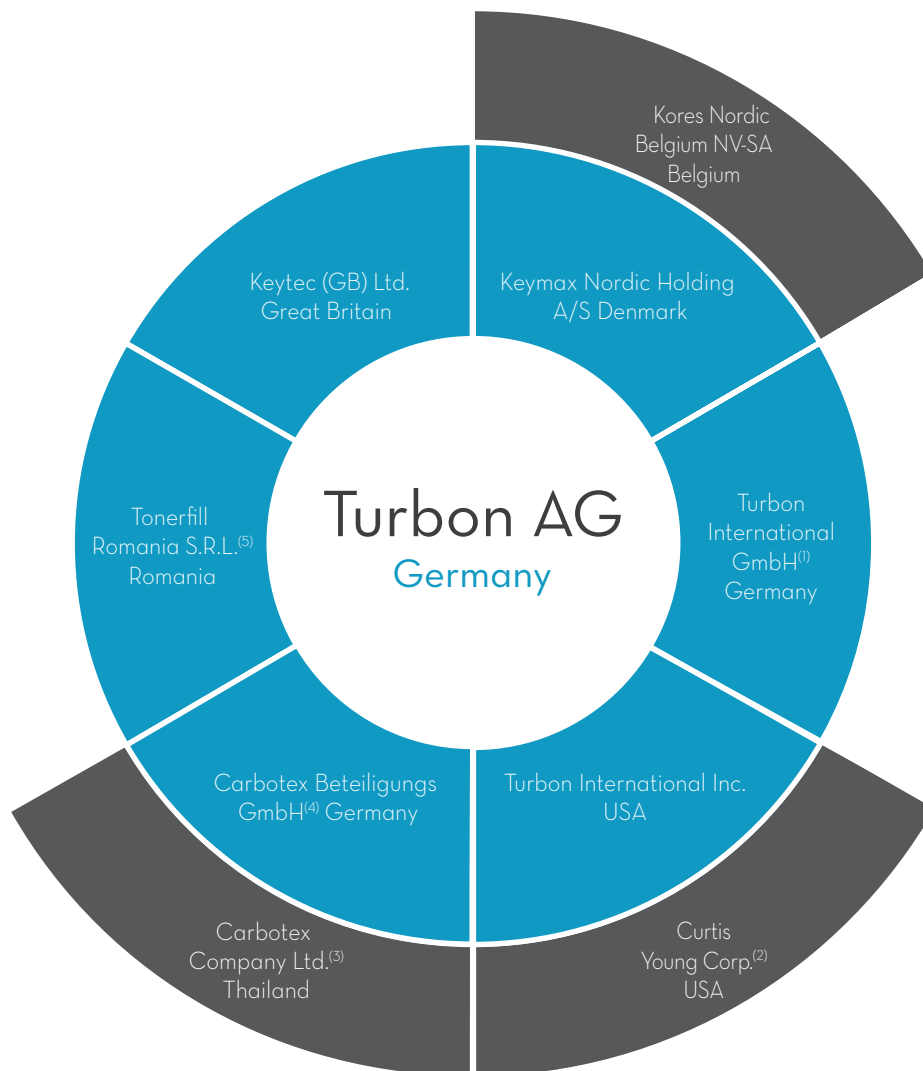 Kores Nordic
Belgium NV-SA
Belgium
Keytec (GB) Ltd.
Great Britain
Keymax Nordic Holding
A/S Denmark
Tonerfill
Romania S.R.L.(5)
Romania
Turbon AG
Germany
Turbon
International
GmbH(1)
Germany
Carbotex Beteiligungs
GmbH(4) Germany
Turbon International Inc.
USA
Carbotex
Company Ltd.(3)
Thailand
Curtis
Young Corp.(2)
USA